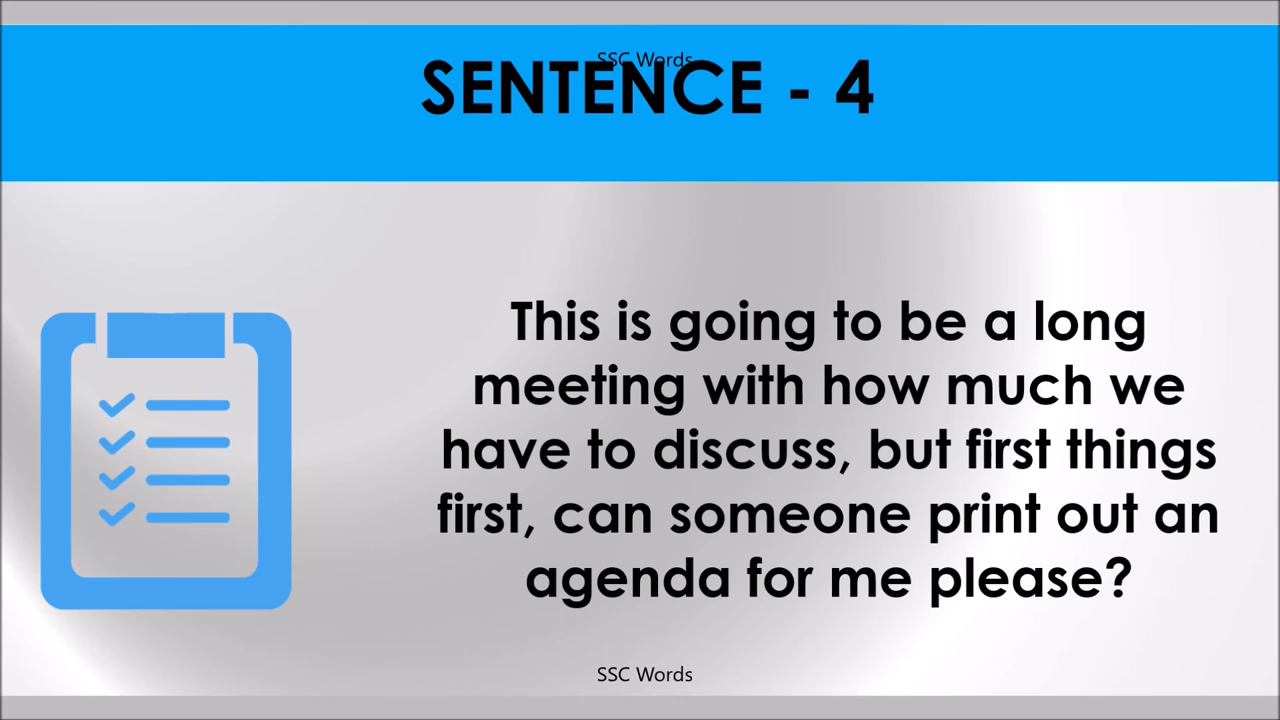 SSC Words
SENTENCE - 4
This is going to be a long
meeting with how much we
have to discuss, but first things
first, can someone print out an
agenda for me please?
SSC Words